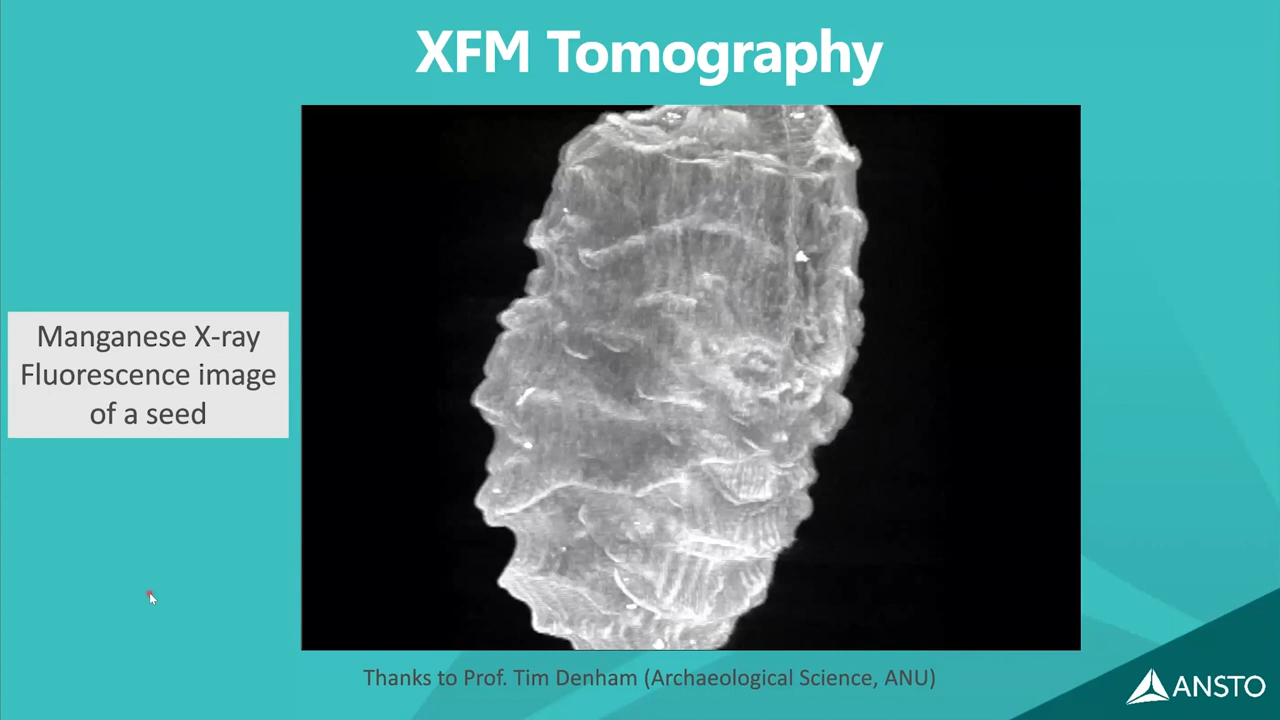 XFM Tomography
Manganese X-ray
Fluorescence image
of a seed
Thanks to Prof. Tim Denham (Archaeological Science, ANU)
ANSTO